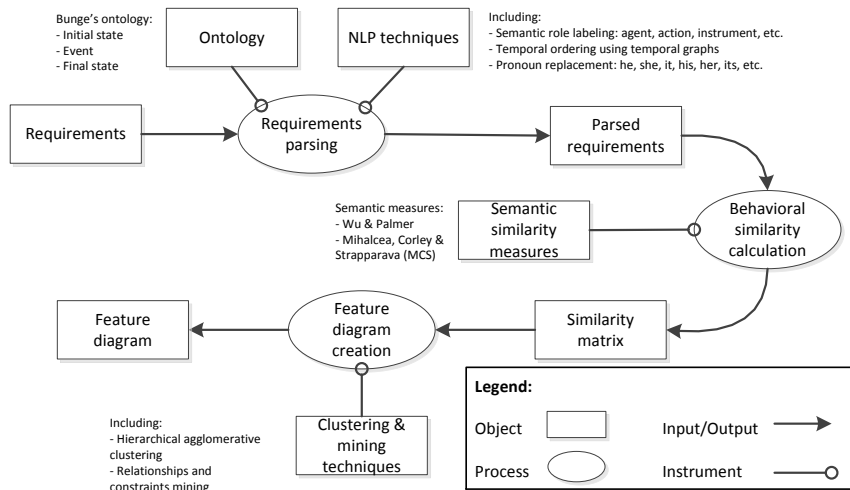 Bunge's ontology:
- Initial state
- Event
- Final state
Ontology
NLP techniques
Including:
- Semantic role labeling: agent, action, instrument, etc.
- Temporal ordering using temporal graphs
- Pronoun replacement: he, she, it, his, her, its, etc.
Requirements
Requirements
parsing
Parsed
requirements
Semantic measures:
- Wu & Palmer
- Mihalcea, Corley &
Strapparava (MCS)
Semantic
similarity
measures
Behavioral
similarity
calculation
Feature
diagram
Feature
diagram
creation
Similarity
matrix
Including:
- Hierarchical agglomerative
clustering
- Relationships and
constraints mining
Clustering &
mining
techniques
Legend:
Object
Input/Output
Process
Instrument